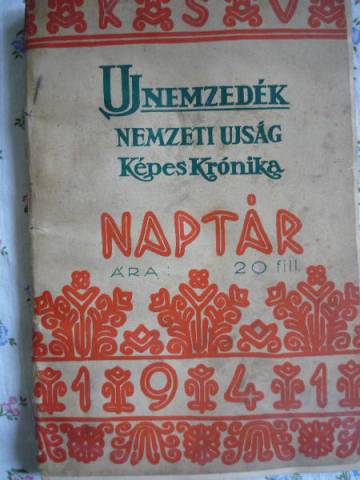 K S V
UJ NEMZEDÉK
NEMZETI UJSÁG
Képes Krónika
NAPTÁR
ÁRA: 20 fill.
1941